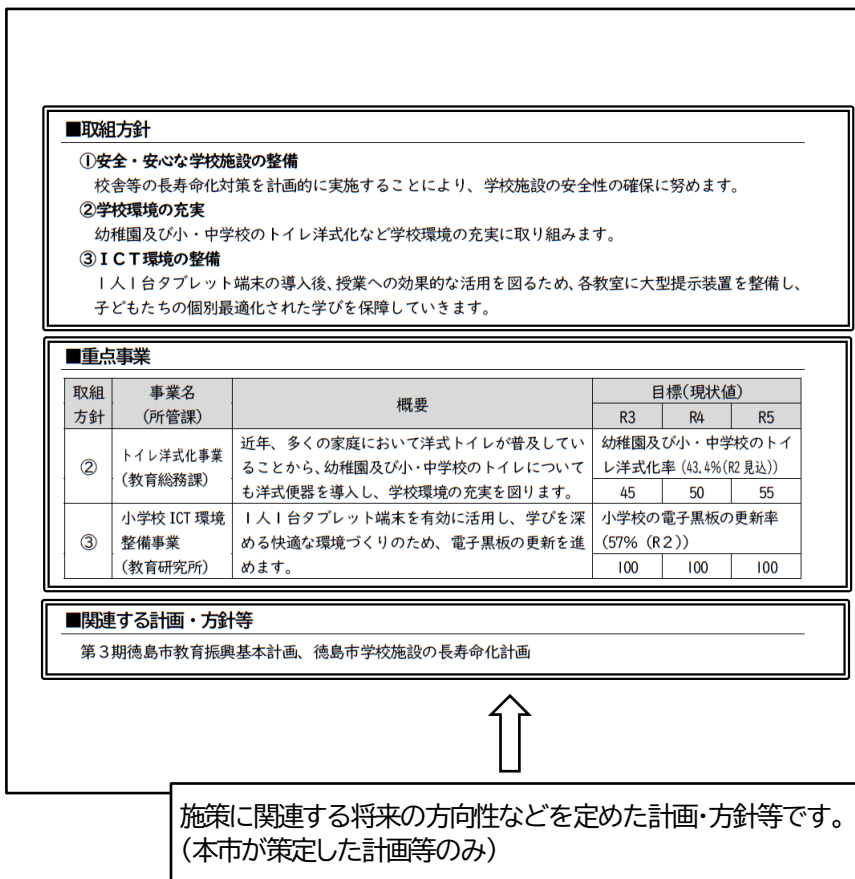 ■取組方針
①安全・安心な学校施設の整備
校舎等の長寿命化対策を計画的に実施することにより、学校施設の安全性の確保に努めます。
②学校環境の充実
幼稚園及び小・中学校のトイレ洋式化など学校環境の充実に取り組みます。
③ICT環境の整備
1人1台タブレット端末の導入後、授業への効果的な活用を図るため、各教室に大型提示装置を整備し、
子どもたちの個別最適化された学びを保障していきます。
■重点事業
取組方針 事業名(所管課) 概要 目標(現状値)
R3 R4 R5
② トイレ洋式化事業(教育総務課)
近年、多くの家庭において洋式トイレが普及してい
ることから、幼稚園及び小・中学校のトイレについて
も洋式便器を導入し、学校環境の充実を図ります。
幼稚園及び小・中学校のトイ
レ洋式化率(43.4%(R2見込))
45 50 55
③ 小学校ICT環境整備事業(教育研究所)
1人1台タブレット端末を有効に活用し、学びを深
める快適な環境づくりのため、電子黒板の更新を進
めます。
小学校の電子黒板の更新率
(57%(R2))
100 100 100
■関連する計画・方針等
第3期徳島市教育振興基本計画、徳島市学校施設の長寿命化計画
施策に関連する将来の方向性などを定めた計画・方針等です。
(本市が策定した計画等のみ)